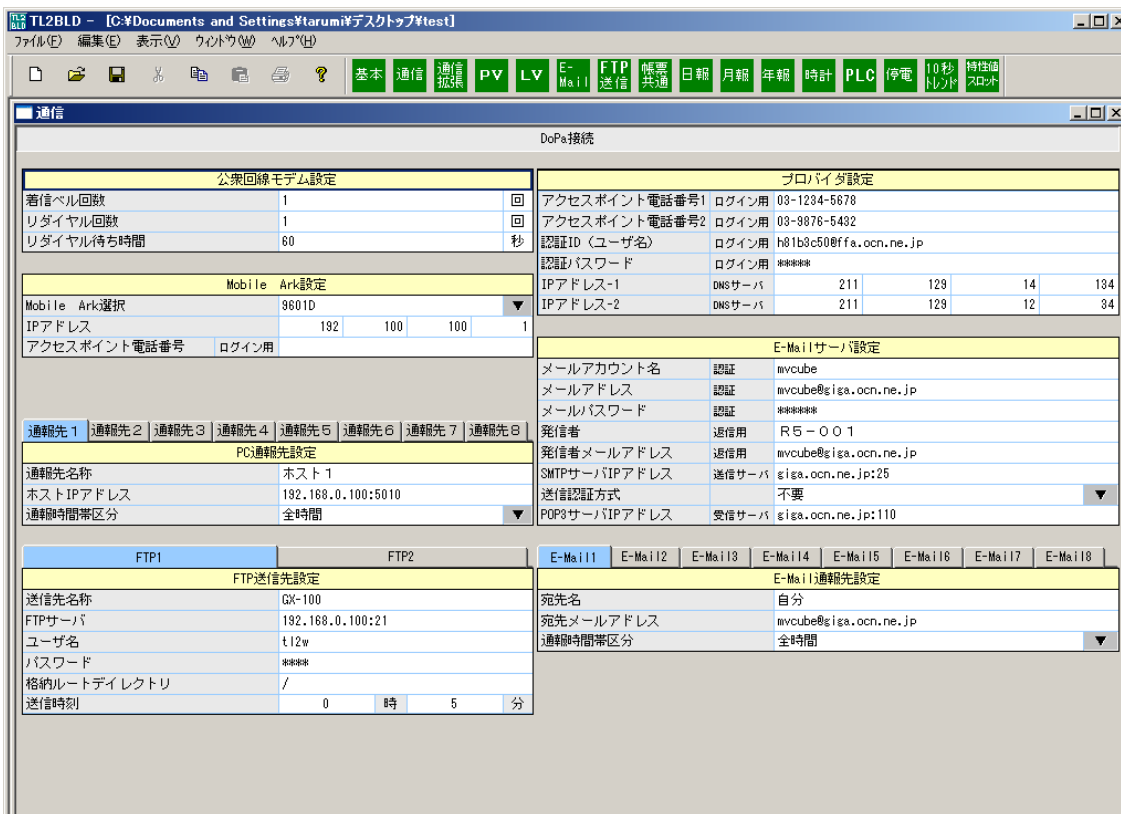 TL2BLD - [C:¥Documents and Settings¥tarumi¥デスクトップ¥test]
ファイル(F) 編集(E) 表示(V) ウィンドウ(W) ヘルプ(H)
基本 通信 通信拡張 PV LV E-Mail FTP送信 帳票共通 日報 月報 年報 時計 PLC 停電 10秒トレンド 特性値スロット
通信
DoPa接続
公衆回線モデム設定
着信ベル回数 1 回
リダイヤル回数 1 回
リダイヤル待ち時間 60 秒
Mobile Ark設定
Mobile Ark選択 9601D ▼
IPアドレス 192 100 100 1
アクセスポイント電話番号 ログイン用
通報先1 通報先2 通報先3 通報先4 通報先5 通報先6 通報先7 通報先8
PC通報先設定
通報先名称 ホスト1
ホストIPアドレス 192.168.0.100:5010
通報時間帯区分 全時間 ▼
FTP1 FTP2
FTP送信先設定
送信先名称 GX-100
FTPサーバ 192.168.0.100:21
ユーザ名 tl2w
パスワード ****
格納ルートデイレクトリ /
送信時刻 0 時 5 分
プロバイダ設定
アクセスポイント電話番号1 ログイン用 03-1234-5678
アクセスポイント電話番号2 ログイン用 03-9876-5432
認証ID(ユーザ名) ログイン用 h81b3c50@ffa.ocn.ne.jp
認証パスワード ログイン用 *****
IPアドレス-1 DNSサーバ 211 129 14 134
IPアドレス-2 DNSサーバ 211 129 12 34
E-Mailサーバ設定
メールアカウント名 認証 mvcube
メールアドレス 認証 mvcube@giga.ocn.ne.jp
メールパスワード 認証 ******
発信者 返信用 R5-001
発信者メールアドレス 返信用 mvcube@giga.ocn.ne.jp
SMTPサーバIPアドレス 送信サーバ giga.ocn.ne.jp:25
送信認証方式 不要 ▼
POP3サーバIPアドレス 受信サーバ giga.ocn.ne.jp:110
E-Mail1 E-Mail2 E-Mail3 E-Mail4 E-Mail5 E-Mail6 E-Mail7 E-Mail8
E-Mail通報先設定
宛先名 自分
宛先メールアドレス mvcube@giga.ocn.ne.jp
通報時間帯区分 全時間 ▼